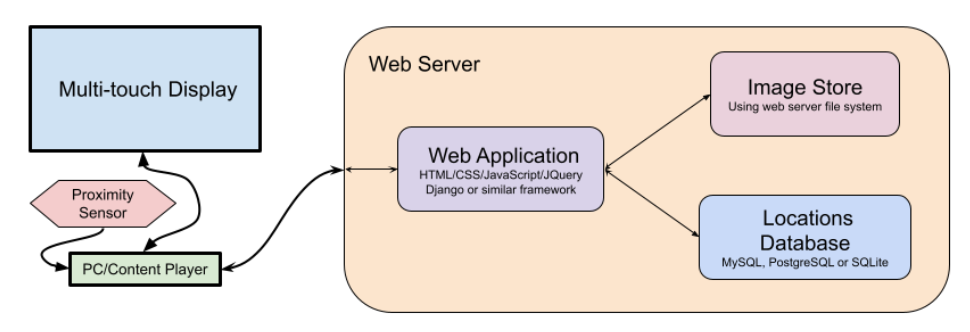 Multi-touch Display
Proximity
Sensor
PC/Content Player
Web Server
Web Application
HTML/CSS/JavaScript/JQuery
Django or similar framework
Image Store
Using web server file system
Locations
Database
MySQL, PostgreSQL or SQLite